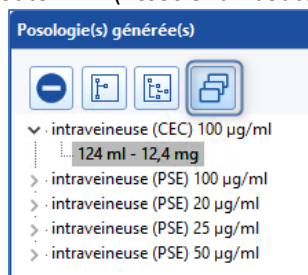 Posologie(s) générée(s)
intraveineuse (CEC) 100 µg/ml
124 ml - 12,4 mg
intraveineuse (PSE) 100 µg/ml
intraveineuse (PSE) 20 µg/ml
intraveineuse (PSE) 25 µg/ml
intraveineuse (PSE) 50 µg/ml